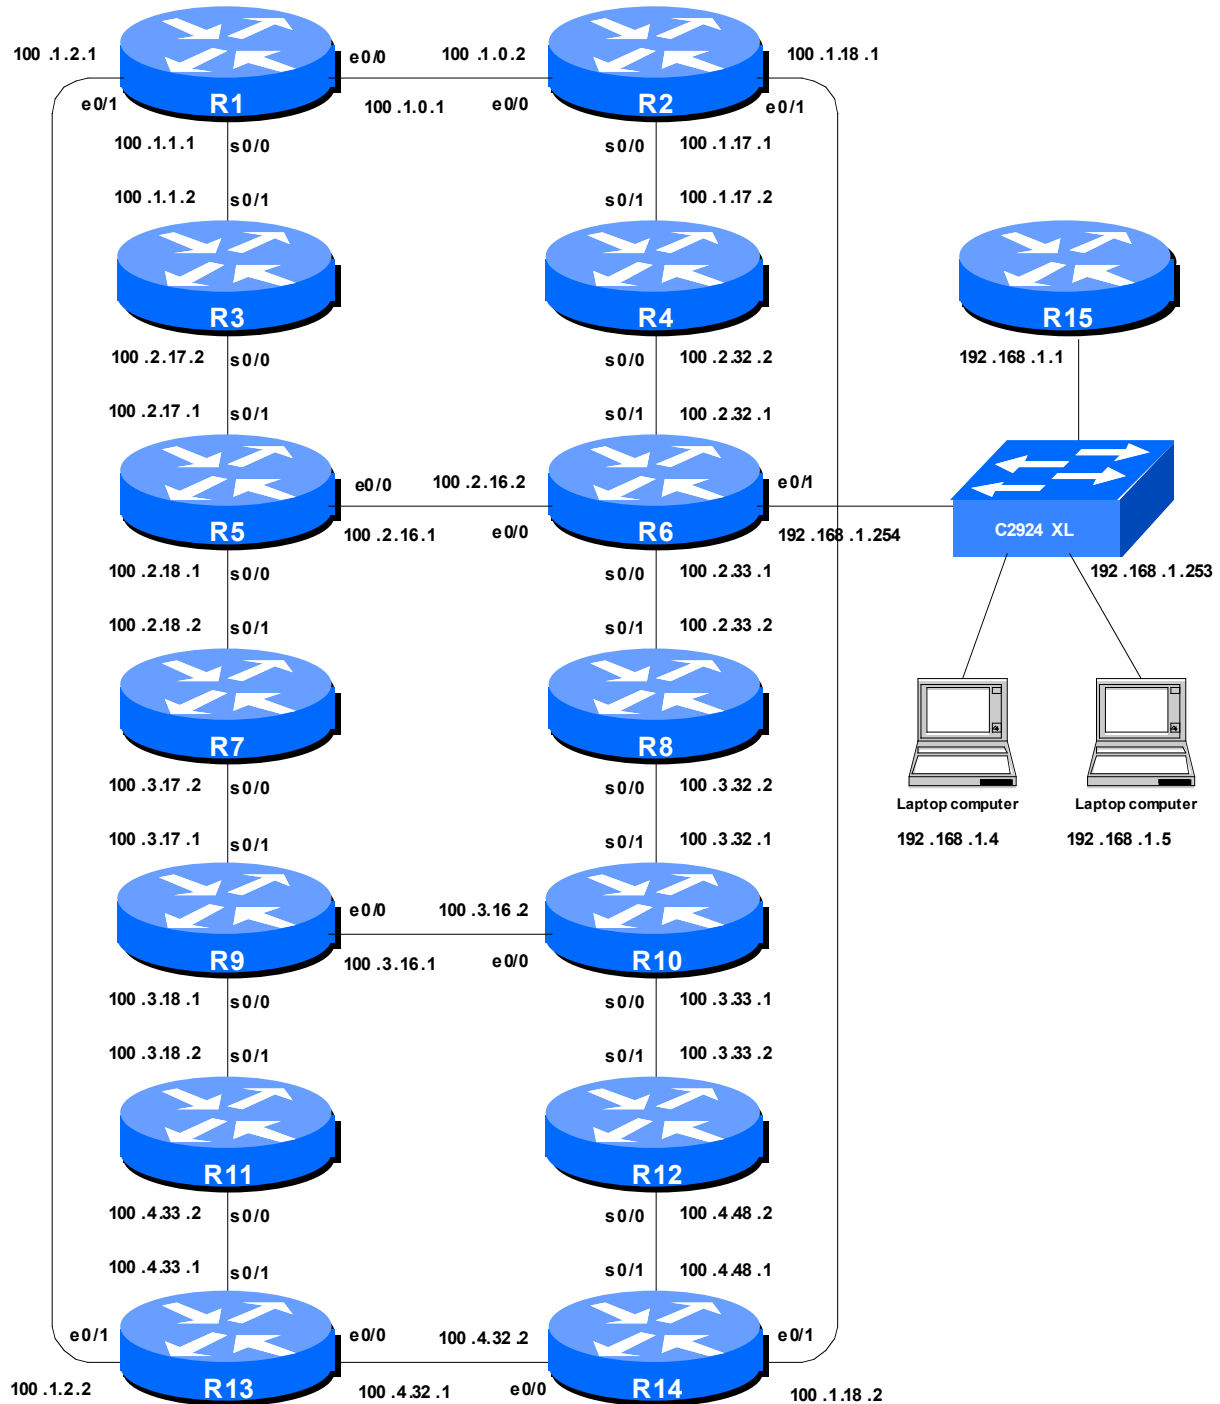 100 .1.2.1
e0/0
100 .1.0.2
100 .1.18 .1
e0/1
R1
100 .1.0.1
e0/0
R2
e0/1
100 .1.1.1
s0/0
s0/0
100 .1.17 .1
100 .1.1.2
s0/1
s0/1
100 .1.17 .2
R3
R4
R15
100 .2.17 .2
s0/0
s0/0
100 .2.32 .2
192 .168 .1.1
100 .2.17 .1
s0/1
s0/1
100 .2.32 .1
e0/0
100 .2.16 .2
e0/1
R5
100 .2.16 .1
e0/0
R6
192 .168 .1.254
C2924 XL
100 .2.18 .1
s0/0
s0/0
100 .2.33 .1
192 .168 .1.253
100 .2.18 .2
s0/1
s0/1
100 .2.33 .2
R7
R8
100 .3.17 .2
s0/0
s0/0
100 .3.32 .2
Laptop computer
Laptop computer
100 .3.17 .1
s0/1
s0/1
100 .3.32 .1
192 .168 .1.4
192 .168 .1.5
e0/0
100 .3.16 .2
R9
100 .3.16 .1
e0/0
R10
100 .3.18 .1
s0/0
s0/0
100 .3.33 .1
100 .3.18 .2
s0/1
s0/1
100 .3.33 .2
R11
R12
100 .4.33 .2
s0/0
s0/0
100 .4.48 .2
100 .4.33 .1
s0/1
s0/1
100 .4.48 .1
e0/1
e0/0
100 .4.32 .2
e0/1
100 .1.2.2
R13
100 .4.32 .1
e0/0
R14
100 .1.18 .2